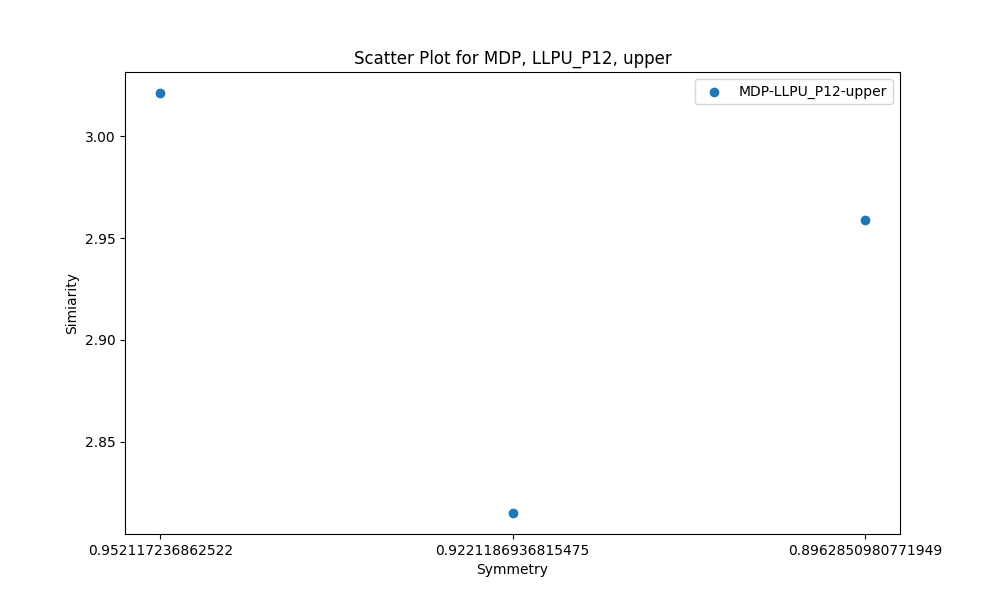 Scatter Plot for MDP, LLPU_P12, upper
MDP-LLPU_P12-upper
3.00
2.95
2.90
2.85
Simiarity
0.952117236862522
0.9221186936815475
0.8962850980771949
Symmetry